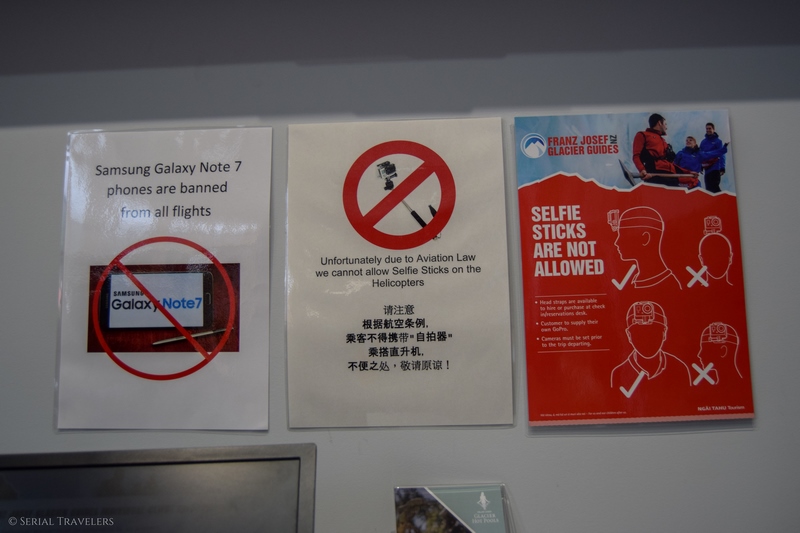 Samsung Galaxy Note 7
phones are banned
from all flights
SAMSUNG
Galaxy Note7
Unfortunately due to Aviation Law
we cannot allow Selfie Sticks on the
Helicopters
请注意
根据航空条例，
乘客不得携带"自拍器"
乘搭直升机，
不便之处，敬请原谅！
FRANZ JOSEF NZ
GLACIER GUIDES
SELFIE
STICKS
ARE NOT
ALLOWED
• Head straps are available
to hire or purchase at check
in/reservations desk.
• Customer to supply their
own GoPro.
• Cameras must be set prior
to the trip departing.
NGĀI TAHU Tourism
GLACIER
HOT POOLS
© SERIAL TRAVELERS